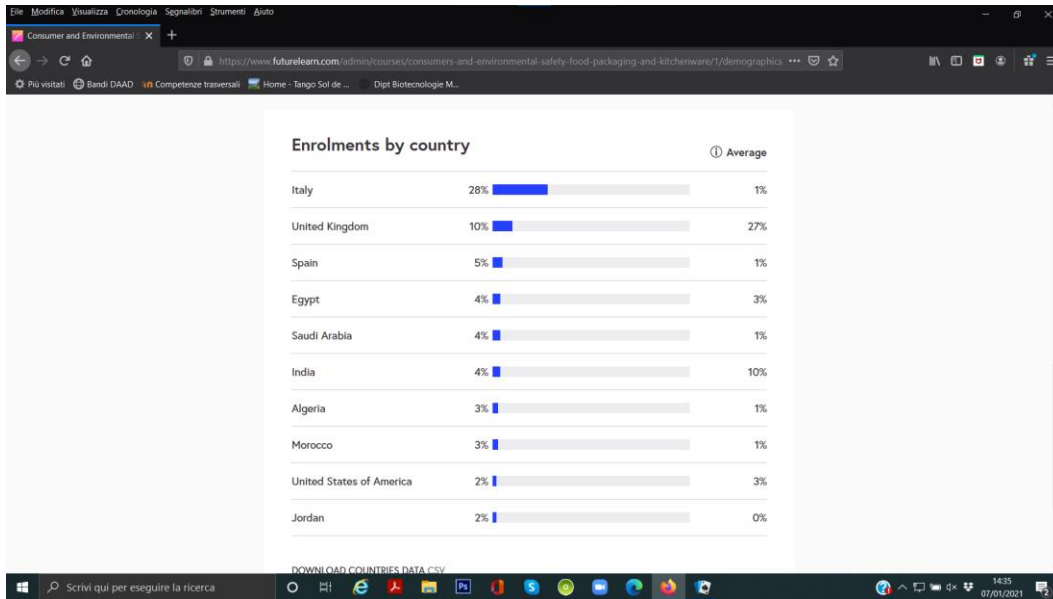 File Modifica Visualizza Cronologia Segnalibri Strumenti Aiuto
Consumer and Environmental
https://www.futurelearn.com/admin/courses/consumers-and-environmental-safety-food-packaging-and-kitchenware/1/demographics
Più visitati Bandi DAAD in Competenze trasversali Home - Tango Sol de ... Dipt Biotecnologie M...
Enrolments by country Average
Italy 28% 1%
United Kingdom 10% 27%
Spain 5% 1%
Egypt 4% 3%
Saudi Arabia 4% 1%
India 4% 10%
Algeria 3% 1%
Morocco 3% 1%
United States of America 2% 3%
Jordan 2% 0%
DOWNLOAD COUNTRIES DATA CSV
Scrivi qui per eseguire la ricerca Ps S 14:35
07/01/2021 2